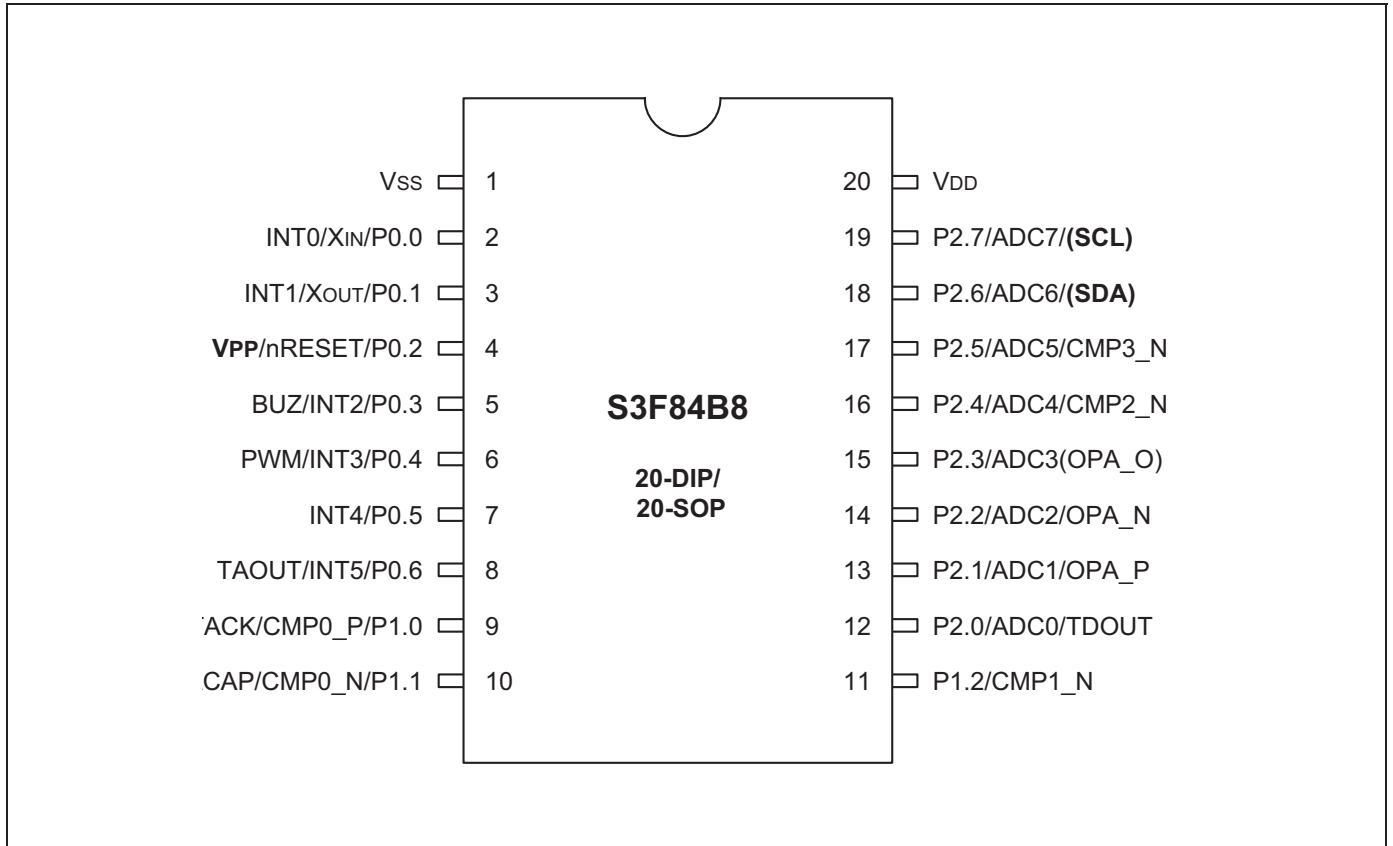 Vss 1
INT0/XIN/P0.0 2
INT1/XOUT/P0.1 3
VPP/nRESET/P0.2 4
BUZ/INT2/P0.3 5
PWM/INT3/P0.4 6
INT4/P0.5 7
TAOUT/INT5/P0.6 8
ACK/CMP0_P/P1.0 9
CAP/CMP0_N/P1.1 10
S3F84B8
20-DIP/
20-SOP
20 VDD
19 P2.7/ADC7/(SCL)
18 P2.6/ADC6/(SDA)
17 P2.5/ADC5/CMP3_N
16 P2.4/ADC4/CMP2_N
15 P2.3/ADC3(OPA_O)
14 P2.2/ADC2/OPA_N
13 P2.1/ADC1/OPA_P
12 P2.0/ADC0/TDOUT
11 P1.2/CMP1_N